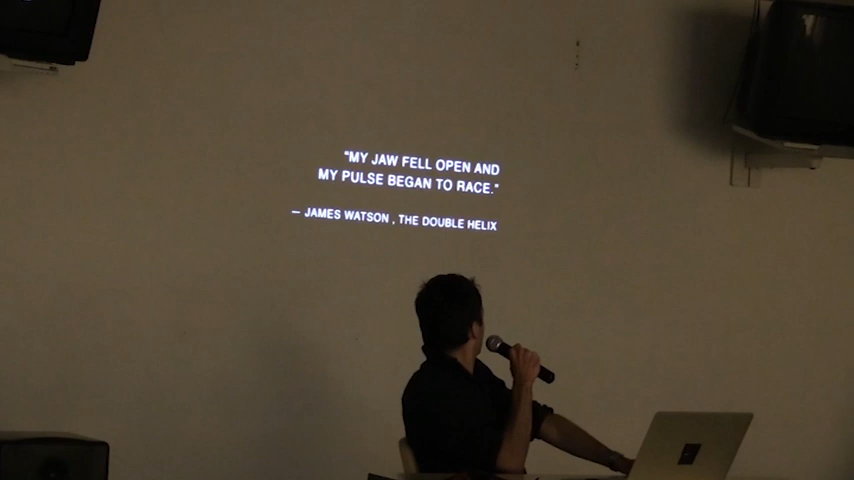 "MY JAW FELL OPEN AND
MY PULSE BEGAN TO RACE."
— JAMES WATSON , THE DOUBLE HELIX